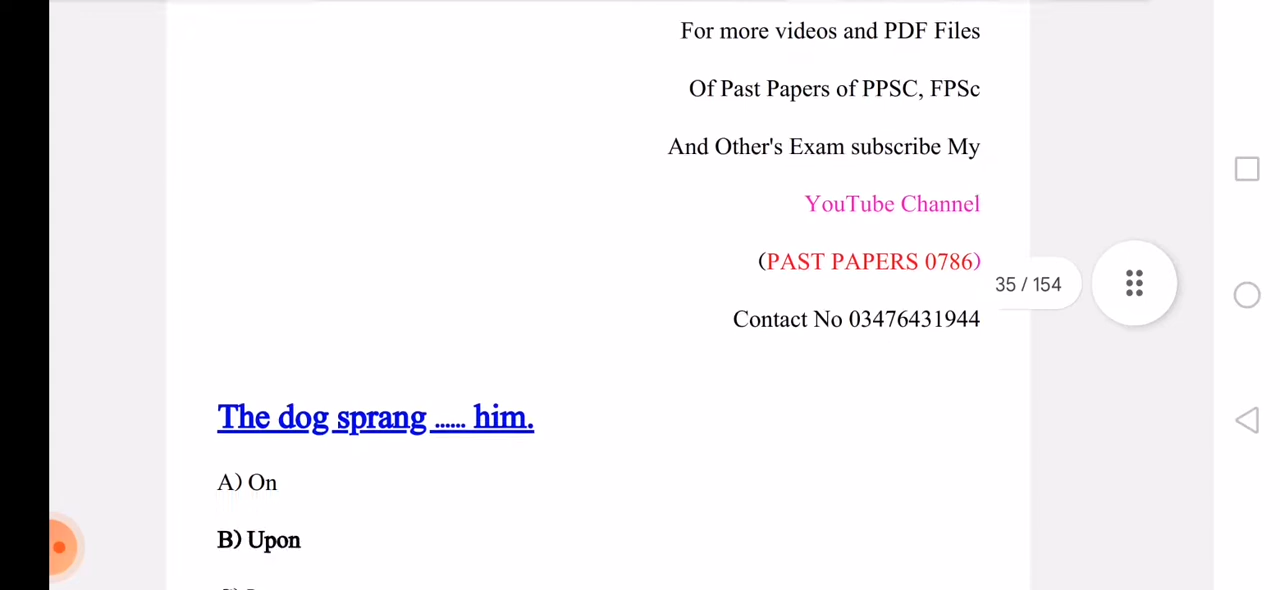 For more videos and PDF Files
Of Past Papers of PPSC, FPSc
And Other's Exam subscribe My
YouTube Channel
(PAST PAPERS 0786)
35 / 154
Contact No 03476431944
The dog sprang ...... him.
A) On
B) Upon